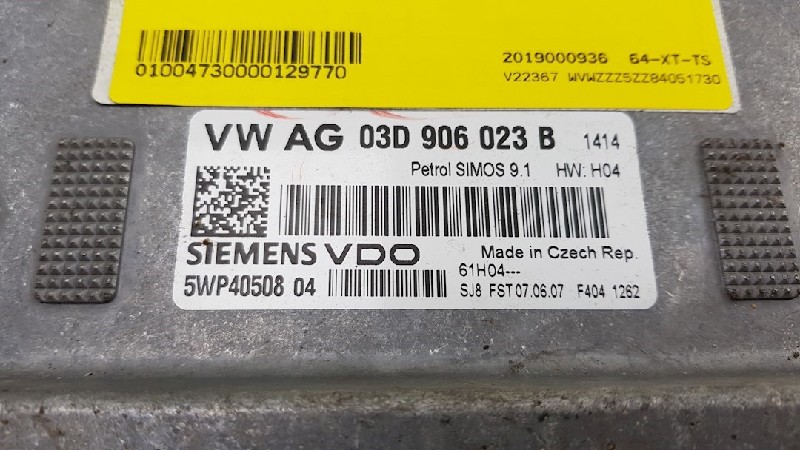 01004730000129770
2019000936 64-XT-TS
V22367 WVWZZZ5ZZ84051730
VW AG 03D 906 023 B 1414
Petrol SIMOS 9.1 HW: H04
SIEMENS VDO Made in Czech Rep.
5WP40508 04 61H04---
SJ8 FST 07.06.07 F404 1262